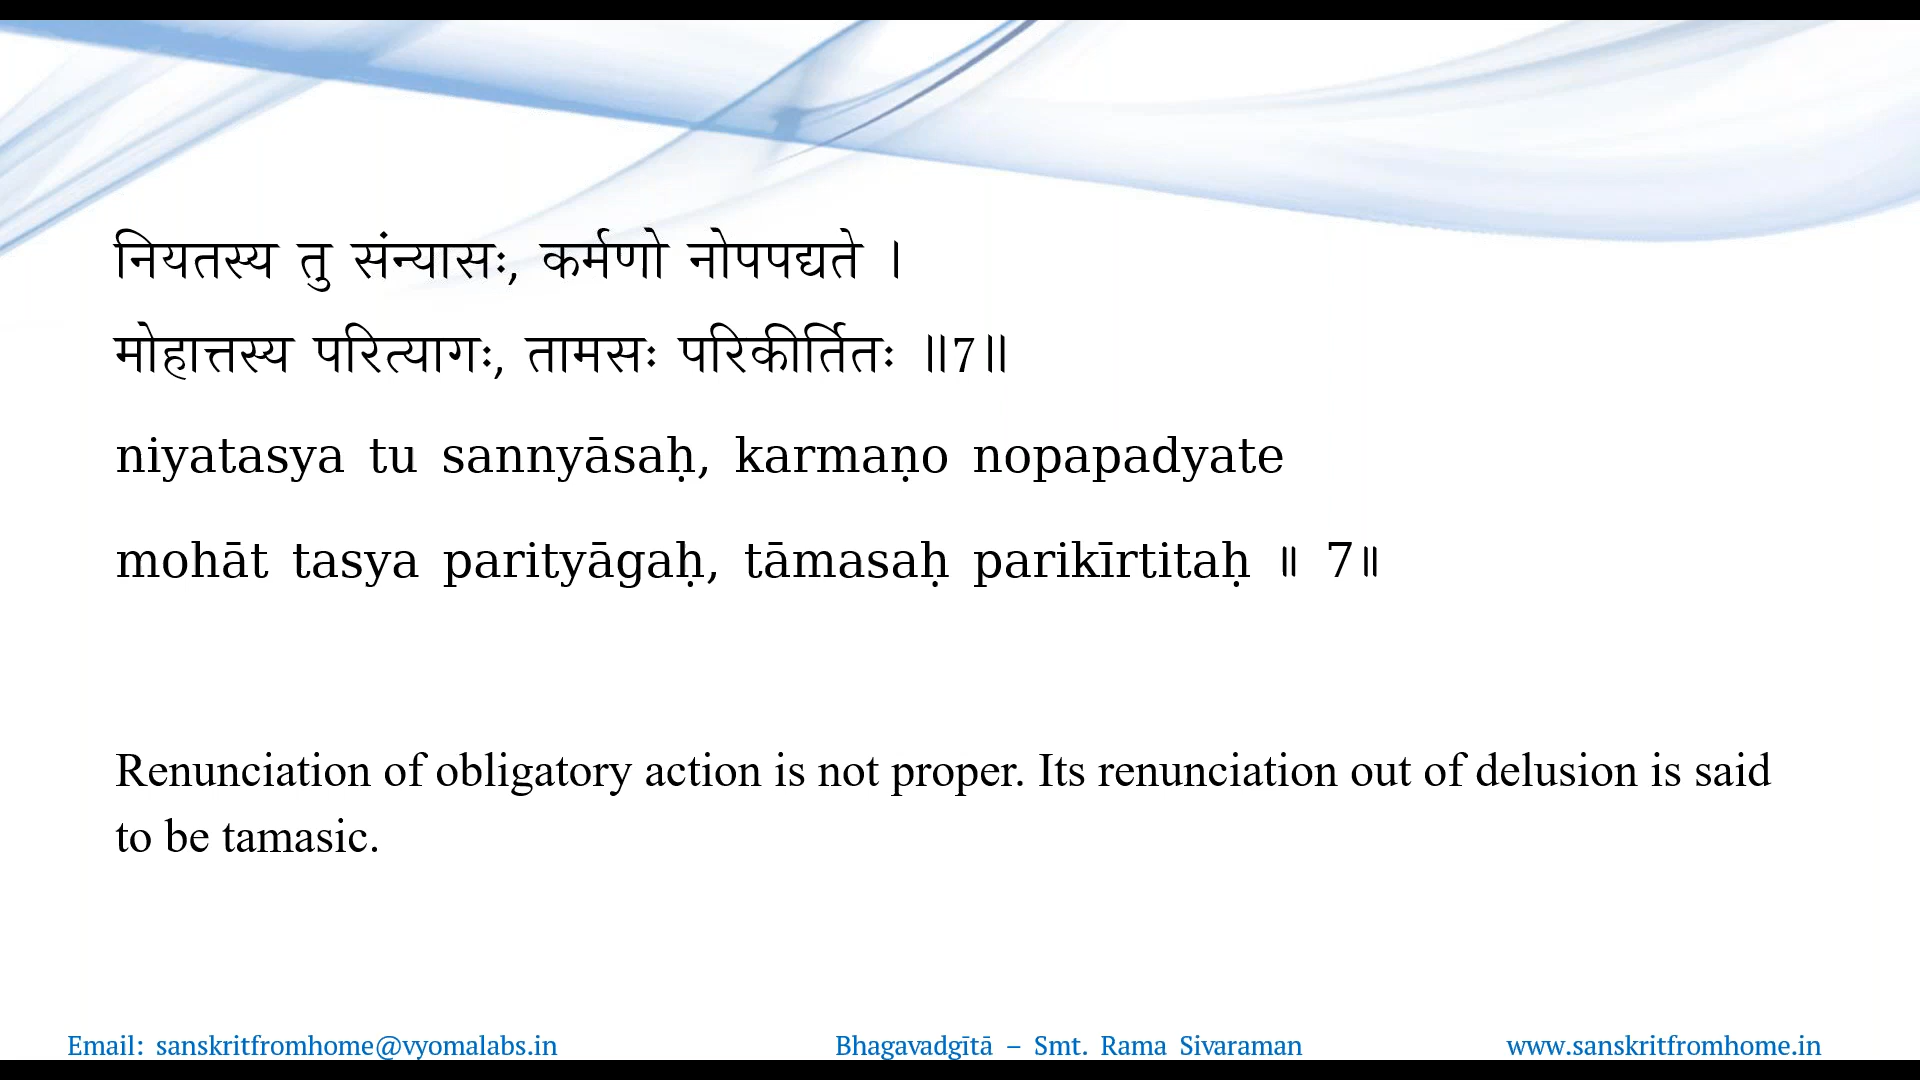 नियतस्य तु संन्यासः, कर्मणो नोपपद्यते ।
मोहात्तस्य परित्यागः, तामसः परिकीर्तितः ॥7॥
niyatasya tu sannyāsaḥ, karmaṇo nopapadyate
mohāt tasya parityāgaḥ, tāmasaḥ parikīrtitaḥ ॥ 7॥
Renunciation of obligatory action is not proper. Its renunciation out of delusion is said
to be tamasic.
Email: sanskritfromhome@vyomalabs.in Bhagavadgītā – Smt. Rama Sivaraman www.sanskritfromhome.in